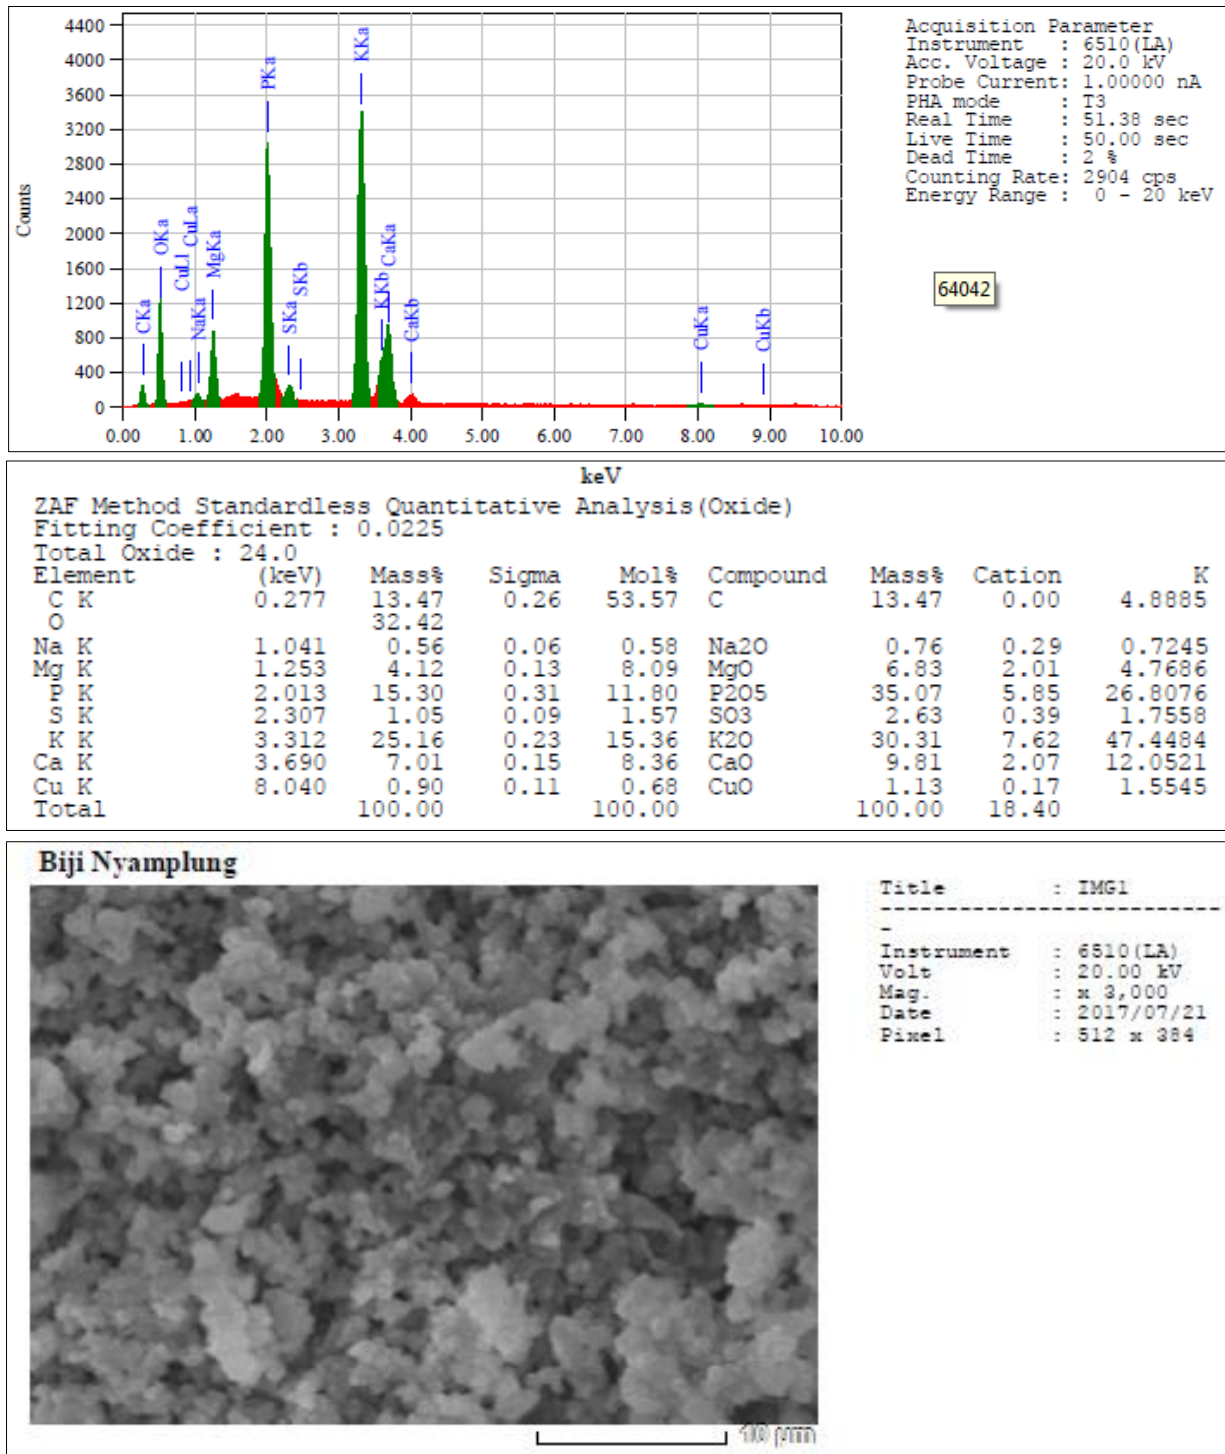 4400
4000
3600
3200
2800
2400
2000
1600
1200
800
400
0
Counts
CKa
OKa
CuLl
CuLa
NaKa
MgKa
PKa
SKa
SKb
KKa
KKb
CaKa
CaKb
CuKa
CuKb
0.00 1.00 2.00 3.00 4.00 5.00 6.00 7.00 8.00 9.00 10.00
Acquisition Parameter
Instrument : 6510(LA)
Acc. Voltage : 20.0 kV
Probe Current: 1.00000 nA
PHA mode : T3
Real Time : 51.38 sec
Live Time : 50.00 sec
Dead Time : 2 %
Counting Rate: 2904 cps
Energy Range : 0 - 20 keV
64042
keV
ZAF Method Standardless Quantitative Analysis(Oxide)
Fitting Coefficient : 0.0225
Total Oxide : 24.0
Element (keV) Mass% Sigma Mol% Compound Mass% Cation K
C K 0.277 13.47 0.26 53.57 C 13.47 0.00 4.8885
O 32.42
Na K 1.041 0.56 0.06 0.58 Na2O 0.76 0.29 0.7245
Mg K 1.253 4.12 0.13 8.09 MgO 6.83 2.01 4.7686
P K 2.013 15.30 0.31 11.80 P2O5 35.07 5.85 26.8076
S K 2.307 1.05 0.09 1.57 SO3 2.63 0.39 1.7558
K K 3.312 25.16 0.23 15.36 K2O 30.31 7.62 47.4484
Ca K 3.690 7.01 0.15 8.36 CaO 9.81 2.07 12.0521
Cu K 8.040 0.90 0.11 0.68 CuO 1.13 0.17 1.5545
Total 100.00 100.00 100.00 18.40
Biji Nyamplung
Title : IMG1
---------------------------
-
Instrument : 6510(LA)
Volt : 20.00 kV
Mag. : x 3,000
Date : 2017/07/21
Pixel : 512 x 384
10 µm